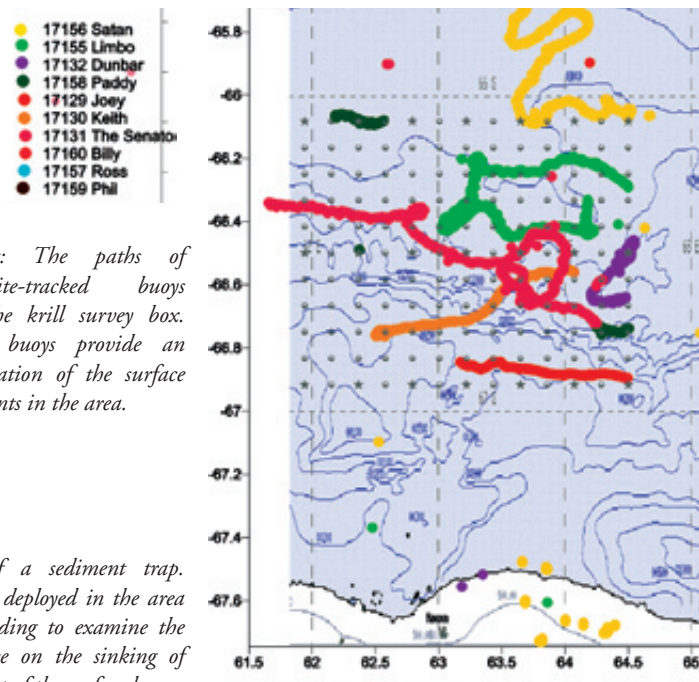 17156 Satan
17155 Limbo
17132 Dunbar
17158 Paddy
17129 Joey
17130 Keith
17131 The Senato
17160 Billy
17157 Ross
17159 Phil
: The paths of
ite-tracked buoys
he krill survey box.
buoys provide an
ation of the surface
nts in the area.
f a sediment trap.
deployed in the area
ding to examine the
e on the sinking of
-65.8
-66
-66.2
-66.4
-66.6
-66.8
-67
-67.2
-67.4
-67.6
61.5 62 62.5 63 63.5 64 64.5 65